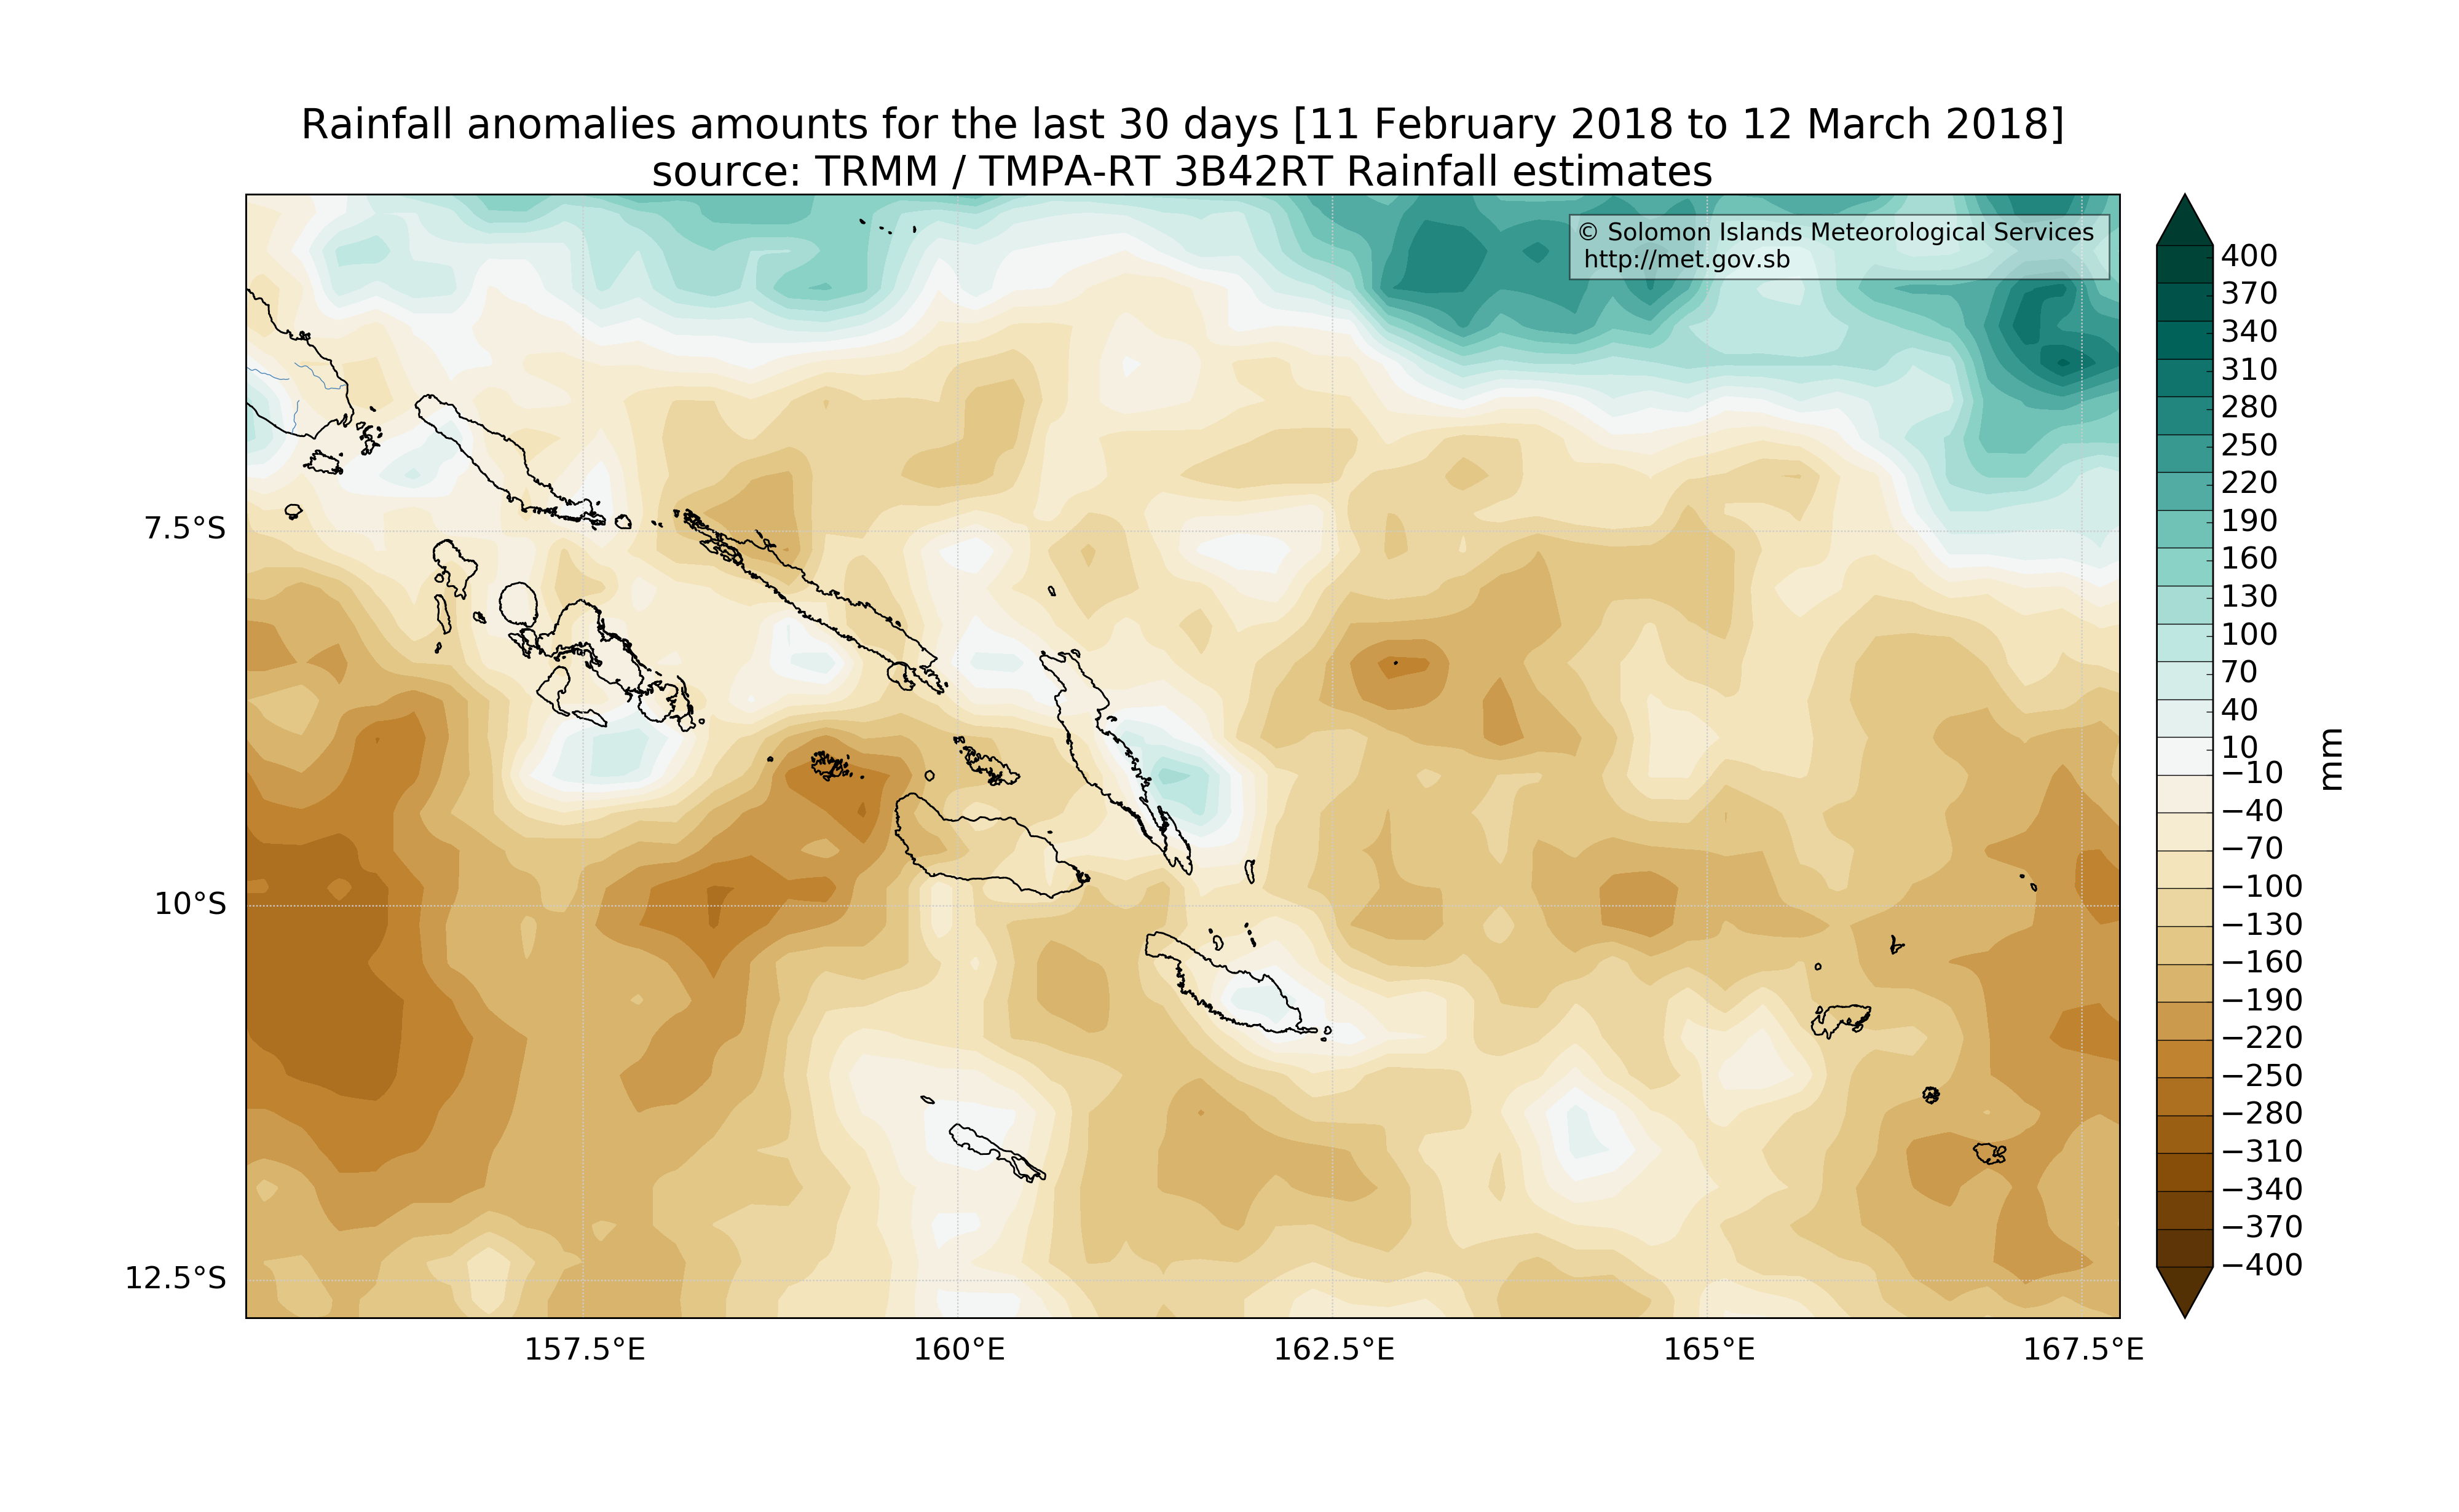 Rainfall anomalies amounts for the last 30 days [11 February 2018 to 12 March 2018]
source: TRMM / TMPA-RT 3B42RT Rainfall estimates
© Solomon Islands Meteorological Services
http://met.gov.sb
7.5°S
10°S
12.5°S
157.5°E
160°E
162.5°E
165°E
167.5°E
400
370
340
310
280
250
220
190
160
130
100
70
40
10
−10
−40
−70
−100
−130
−160
−190
−220
−250
−280
−310
−340
−370
−400
mm